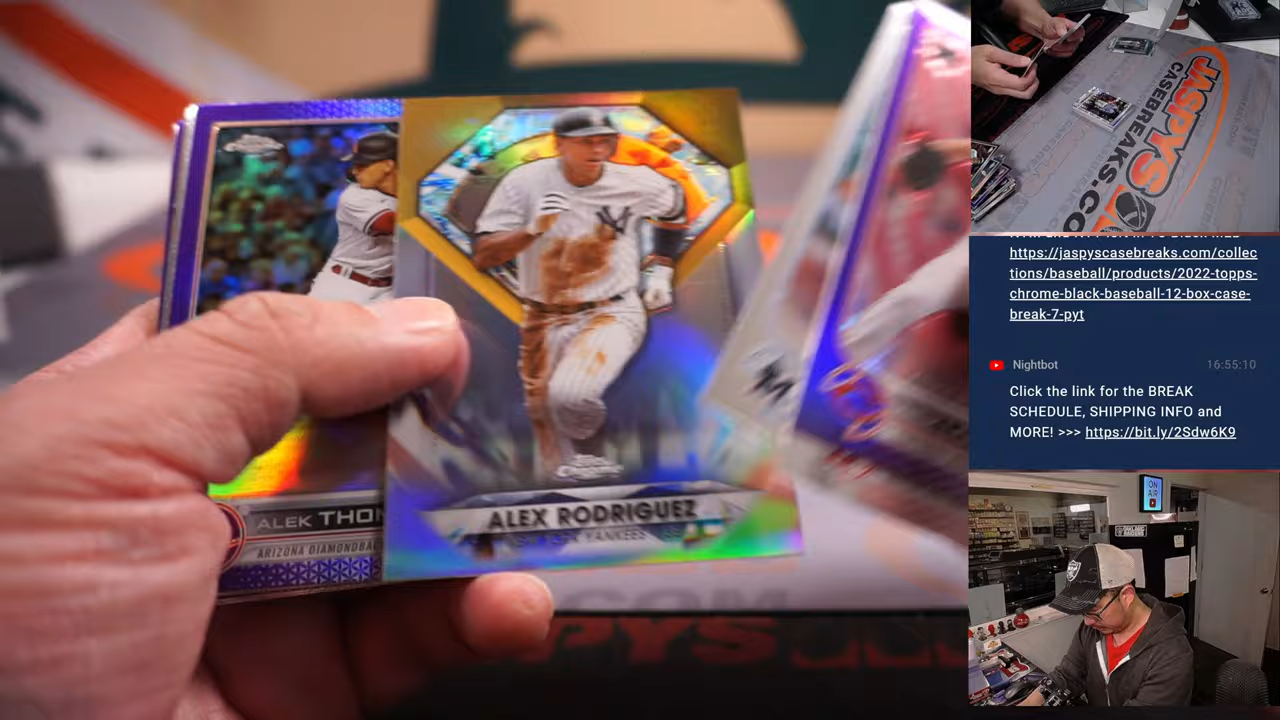 ALEX RODRIGUEZ
YANKEES
ALEK THOM
ARIZONA DIAMONDBA
JASPYS
CASEBREAKS.CO
https://jaspyscasebreaks.com/collec
tions/baseball/products/2022-topps-
chrome-black-baseball-12-box-case-
break-7-pyt
Nightbot
16:55:10
Click the link for the BREAK
SCHEDULE, SHIPPING INFO and
MORE! >>> https://bit.ly/2Sdw6K9
ON
AIR